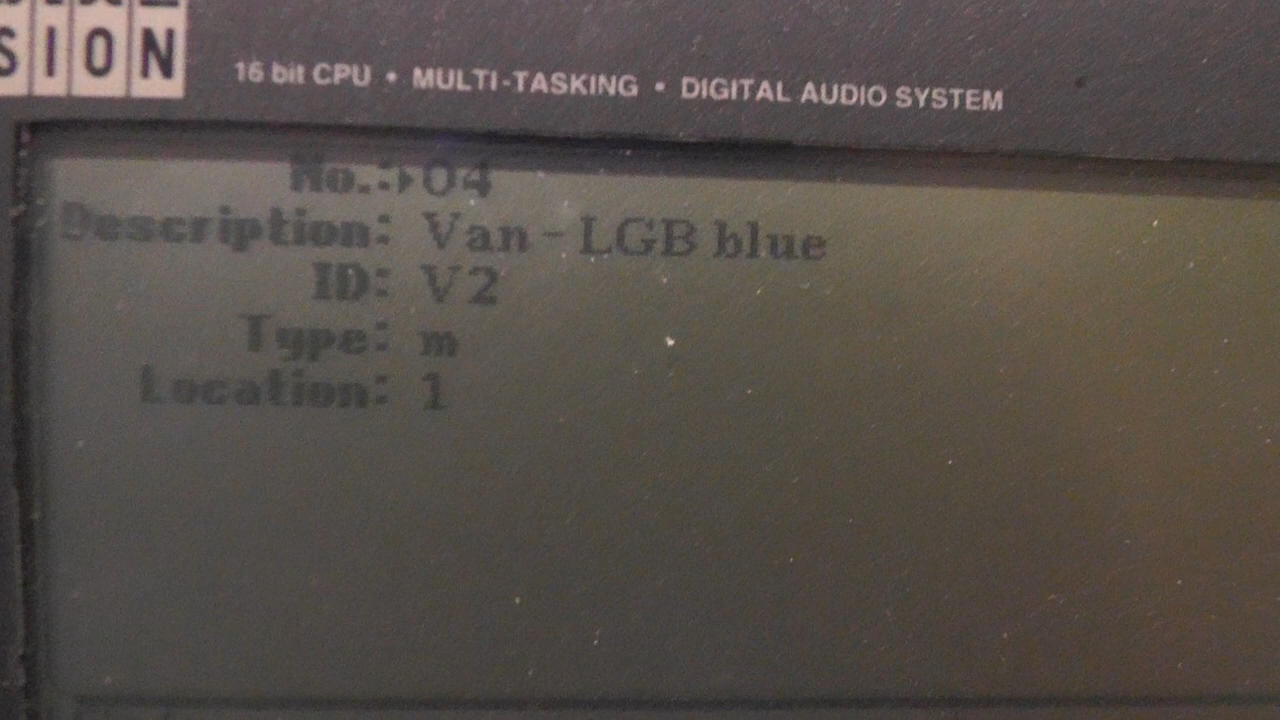 SION
16 bit CPU • MULTI-TASKING • DIGITAL AUDIO SYSTEM
No.:▸04
Description: Van-LGB blue
ID: V2
Type: m
Location: 1